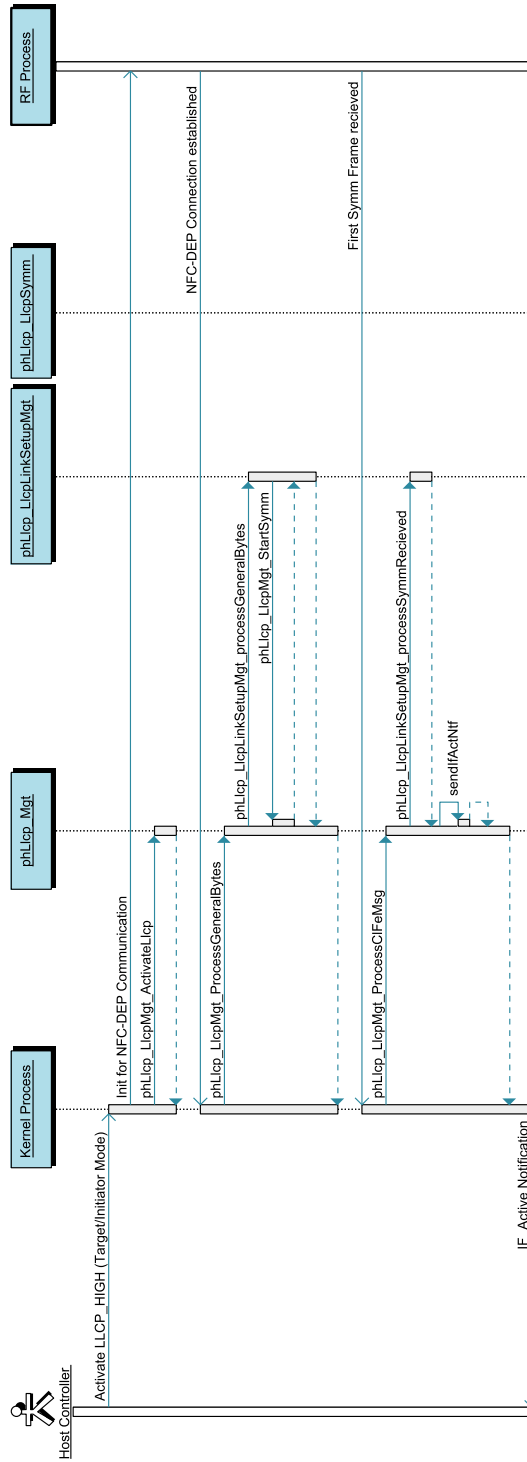 Host Controller
Kernel Process
phLlcp_Mgt
phLlcp_LlcpLinkSetupMgt
phLlcp_LlcpSymm
RF Process
Activate LLCP_HIGH (Target/Initiator Mode)
Init for NFC-DEP Communication
phLlcp_LlcpMgt_ActivateLlcp
NFC-DEP Connection established
phLlcp_LlcpMgt_ProcessGeneralBytes
phLlcp_LlcpLinkSetupMgt_processGeneralBytes
phLlcp_LlcpMgt_StartSymm
First Symm Frame recieved
phLlcp_LlcpMgt_ProcessClFeMsg
phLlcp_LlcpLinkSetupMgt_processSymmRecieved
sendIfActNtf
IF_Active Notification